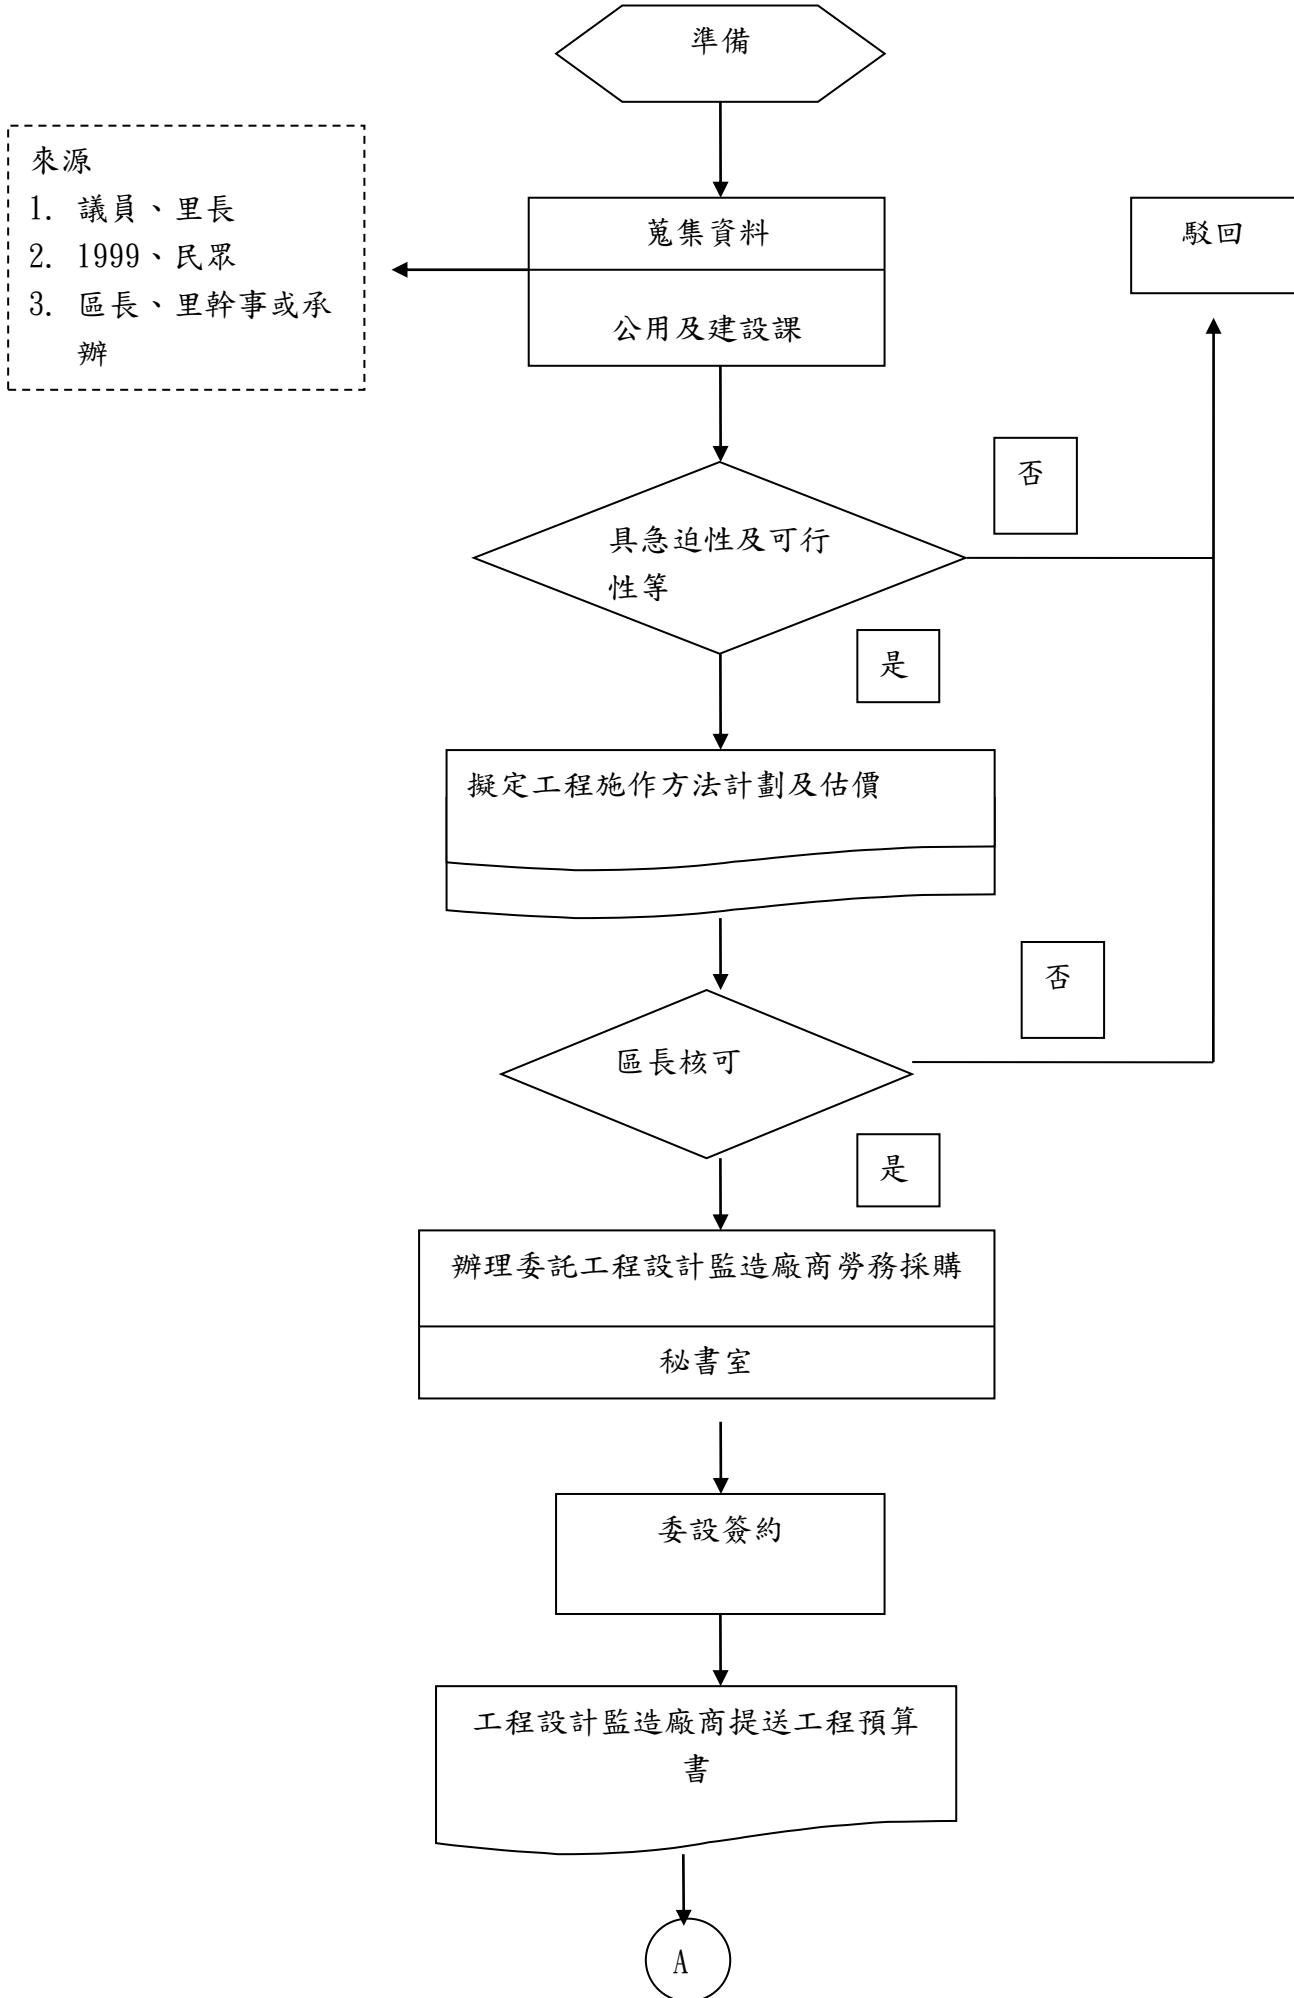 準備
來源
1. 議員、里長
2. 1999、民眾
3. 區長、里幹事或承
辦
蒐集資料
公用及建設課
駁回
否
具急迫性及可行
性等
是
擬定工程施作方法計劃及估價
否
區長核可
是
辦理委託工程設計監造廠商勞務採購
秘書室
委設簽約
工程設計監造廠商提送工程預算
書
A